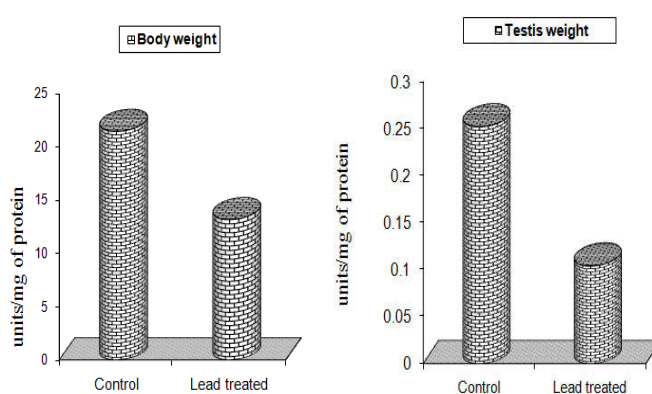 Body weight
units/mg of protein
25
20
15
10
5
0
Control Lead treated
Testis weight
units/mg of protein
0.3
0.25
0.2
0.15
0.1
0.05
0
Control Lead treated